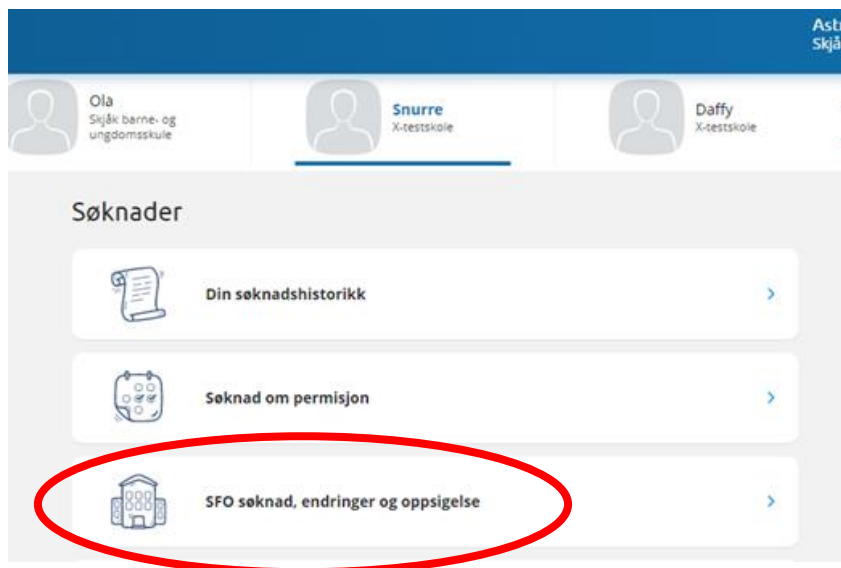 Ola
Skjåk barne- og
ungdomsskule
Snurre
X-testskole
Daffy
X-testskole
Søknader
Din søknadshistorikk
Søknad om permisjon
SFO søknad, endringer og oppsigelse